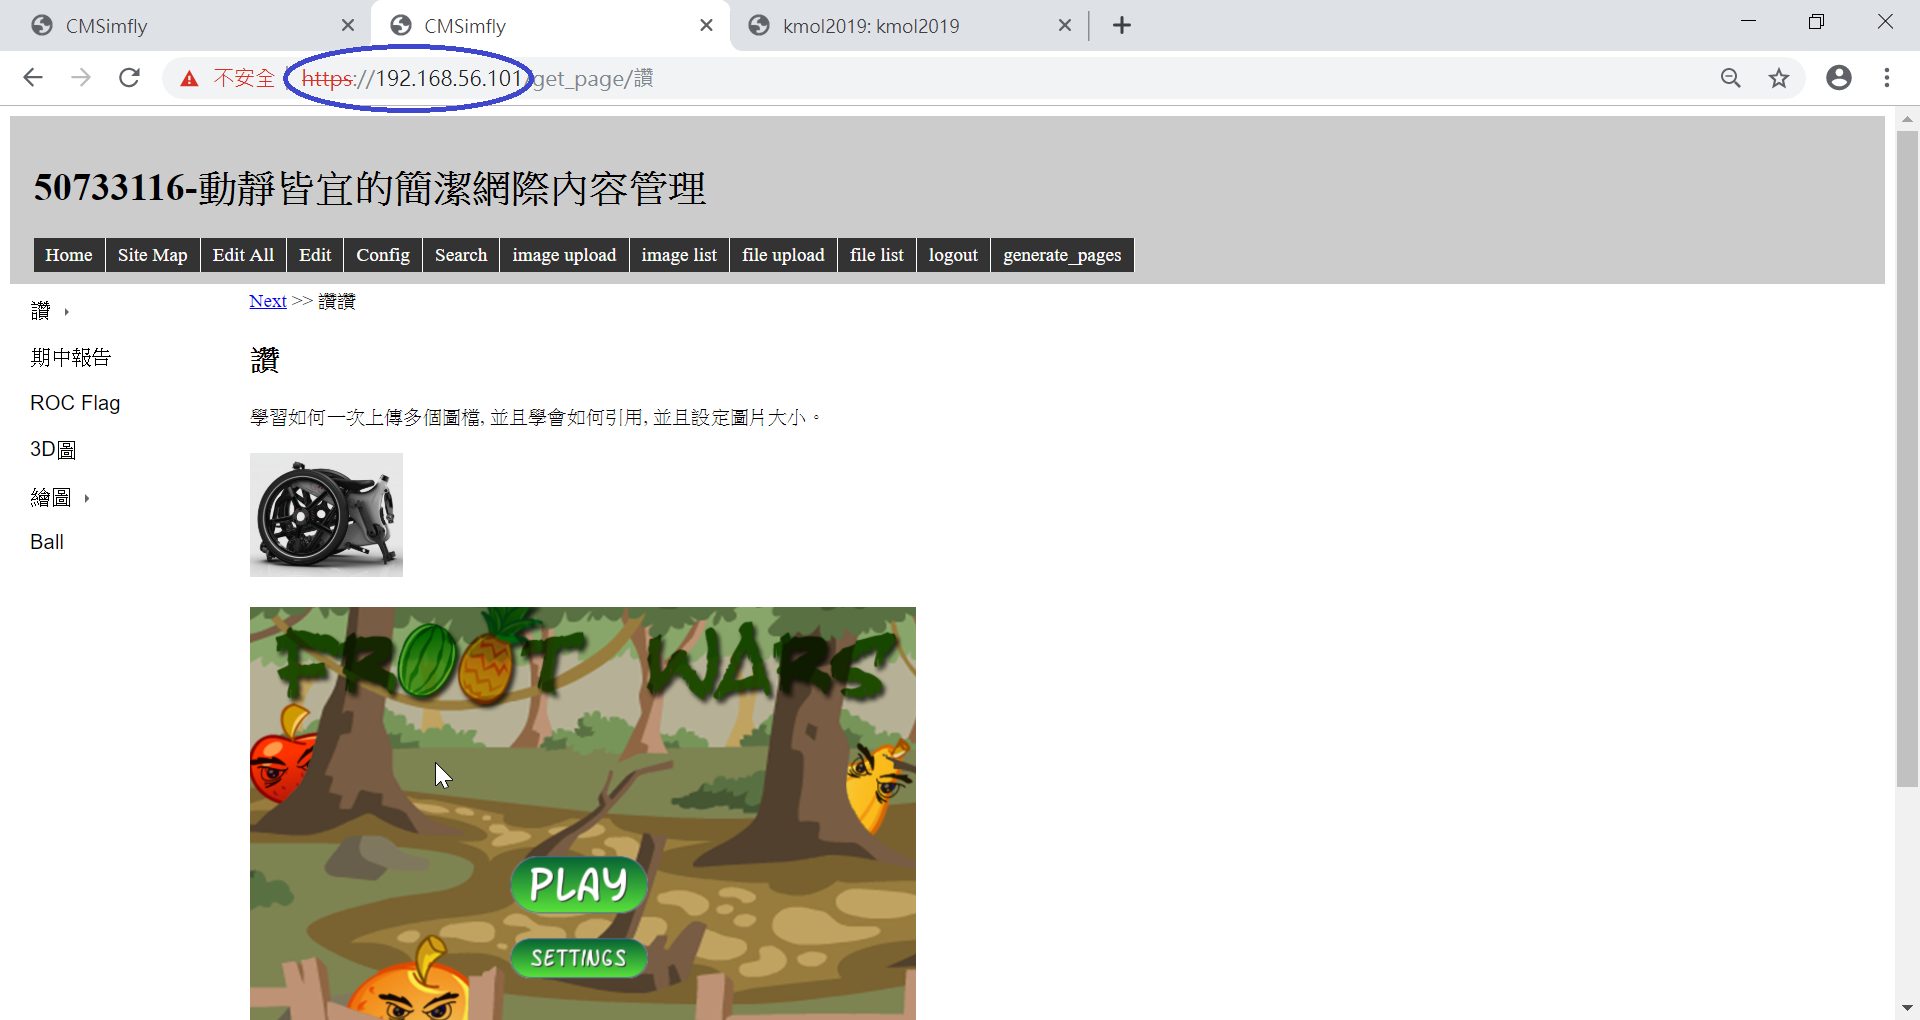 CMSimfly
CMSimfly
kmol2019: kmol2019
不安全 https://192.168.56.101/get_page/讚
50733116-動靜皆宜的簡潔網際內容管理
Home Site Map Edit All Edit Config Search image upload image list file upload file list logout generate_pages
讚
期中報告
ROC Flag
3D圖
繪圖
Ball
Next >> 讚讚
讚
學習如何一次上傳多個圖檔, 並且學會如何引用, 並且設定圖片大小。
FROOT WARS
PLAY
SETTINGS